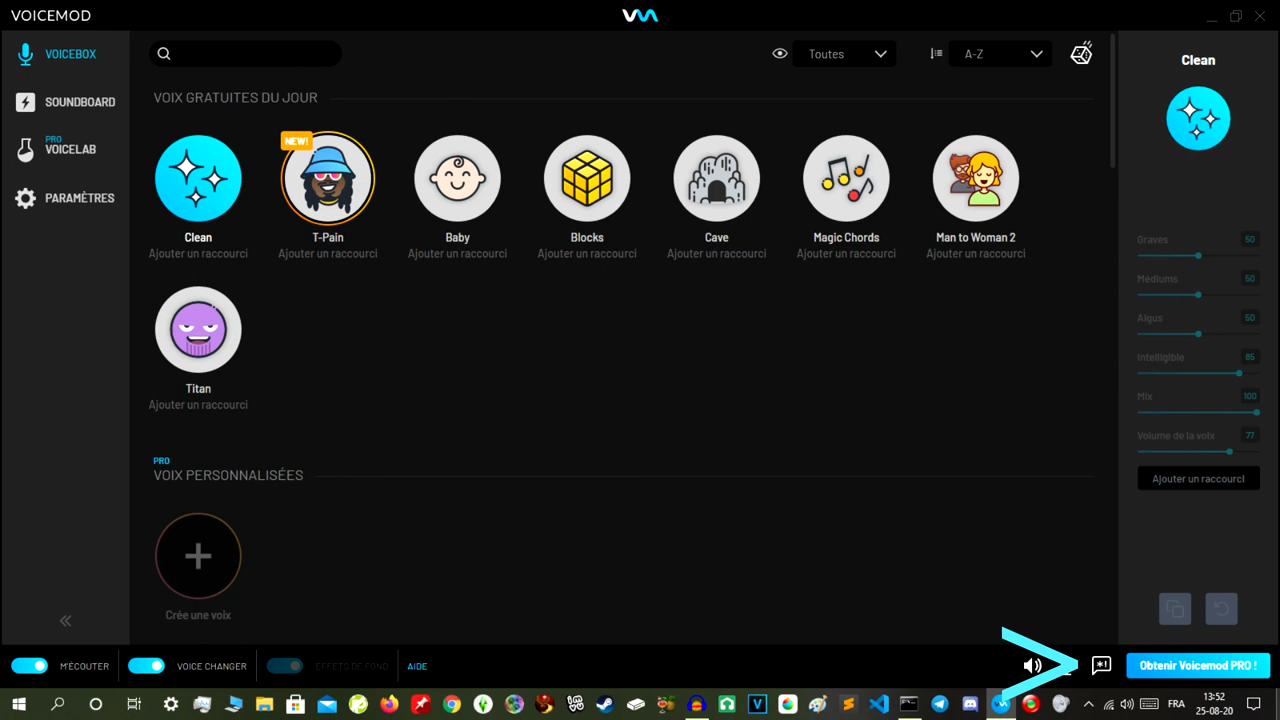 VOICEMOD
VOICEBOX
Toutes
A-Z
Clean
SOUNDBOARD
VOIX GRATUITES DU JOUR
PRO
VOICELAB
NEW!
PARAMÈTRES
Clean
T-Pain
Baby
Blocks
Cave
Magic Chords
Man to Woman 2
Ajouter un raccourci
Ajouter un raccourci
Ajouter un raccourci
Ajouter un raccourci
Ajouter un raccourci
Ajouter un raccourci
Ajouter un raccourci
Titan
Ajouter un raccourci
Graves 50
Médiums 50
Aigus 50
Intelligible 85
Mix 100
Volume de la voix 77
Ajouter un raccourci
PRO
VOIX PERSONNALISÉES
Crée une voix
M'ÉCOUTER
VOICE CHANGER
EFFETS DE FOND
AIDE
Obtenir Voicemod PRO !
FRA
13:52
25-08-20